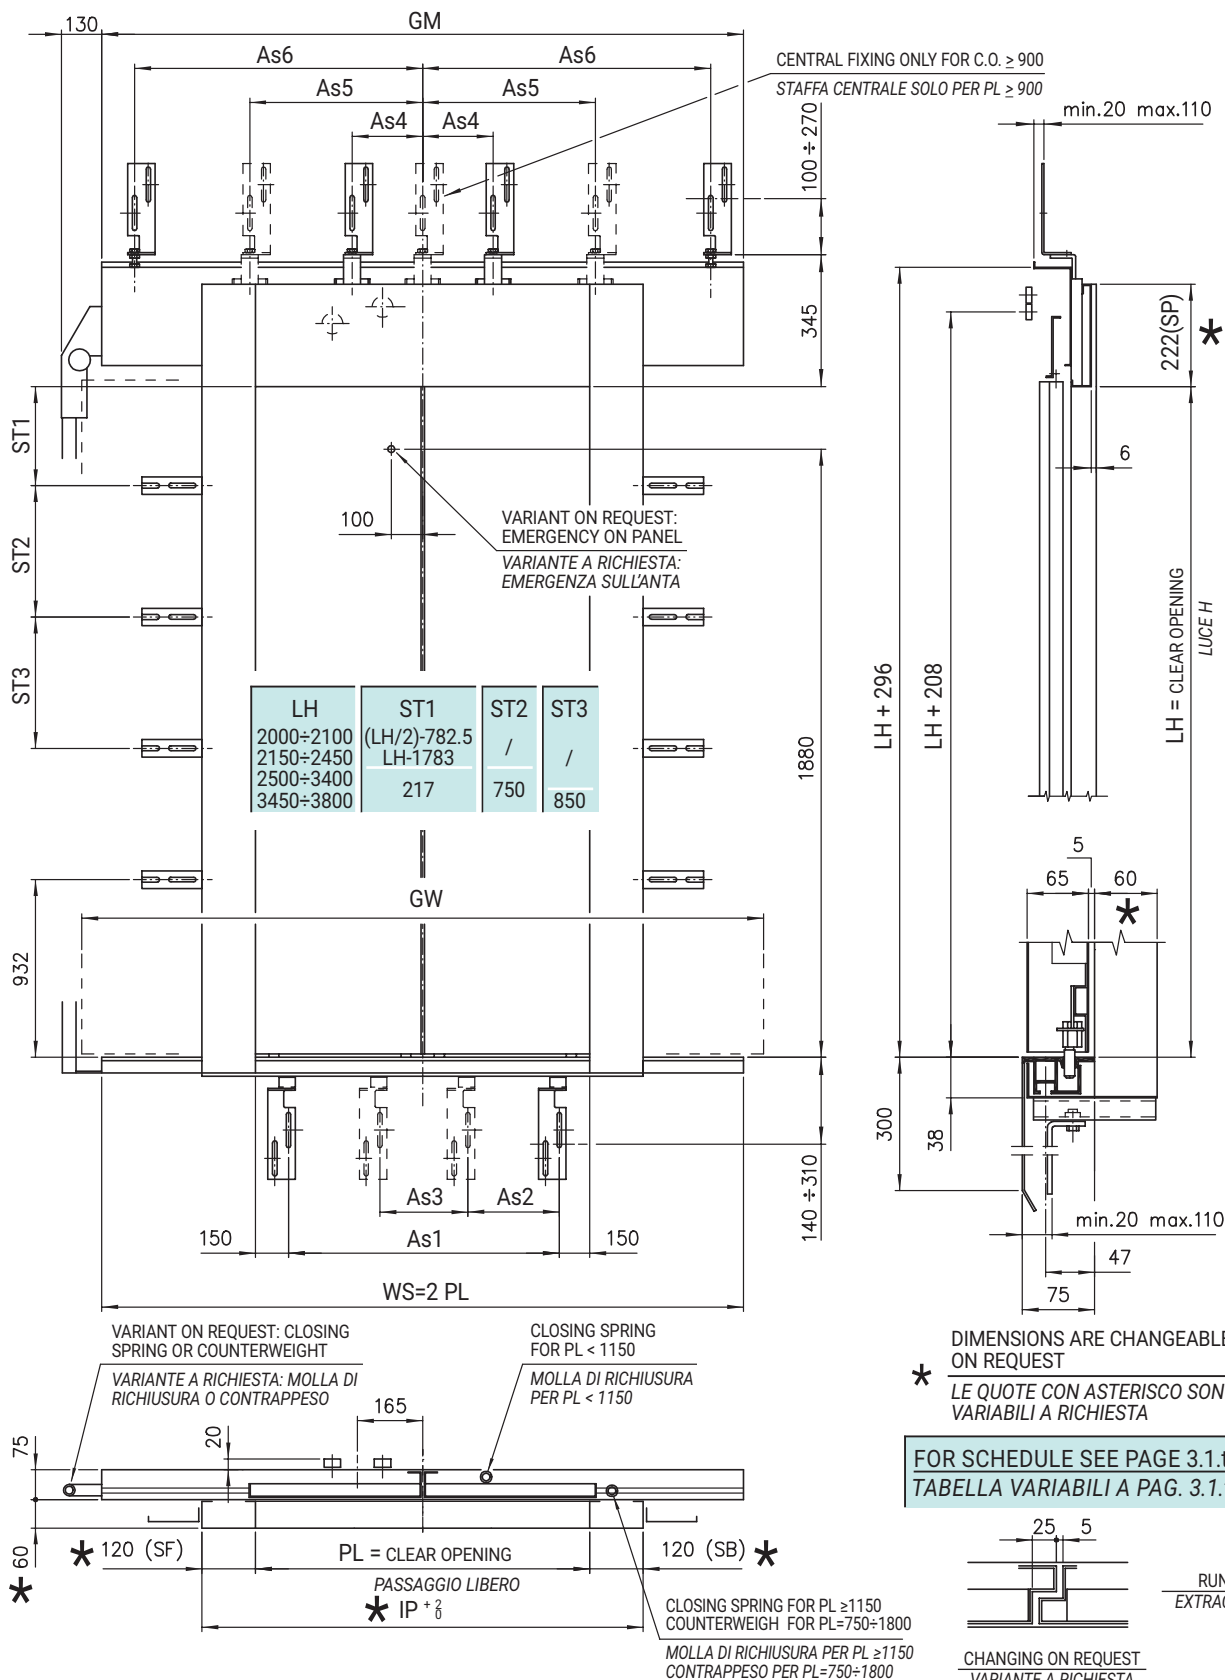 130
GM
As6
As6
As5
As5
As4
As4
CENTRAL FIXING ONLY FOR C.O. ≥ 900
STAFFA CENTRALE SOLO PER PL ≥ 900
100 ÷ 270
min.20 max.110
345
222(SP) *
6
ST1
ST2
ST3
100
VARIANT ON REQUEST:
EMERGENCY ON PANEL
VARIANTE A RICHIESTA:
EMERGENZA SULL'ANTA
LH ST1 ST2 ST3
2000÷2100 (LH/2)-782.5
2150÷2450 LH-1783 / /
2500÷3400 217 750
3450÷3800 850
1880
LH + 296
LH + 208
LH = CLEAR OPENING
LUCE H
932
GW
5
65
60
*
300
38
As3
As2
150
As1
150
140 ÷310
min.20 max.110
47
75
WS=2 PL
VARIANT ON REQUEST: CLOSING
SPRING OR COUNTERWEIGHT
VARIANTE A RICHIESTA: MOLLA DI
RICHIUSURA O CONTRAPPESO
CLOSING SPRING
FOR PL < 1150
MOLLA DI RICHIUSURA
PER PL < 1150
DIMENSIONS ARE CHANGEABLE
ON REQUEST
*
LE QUOTE CON ASTERISCO SON
VARIABILI A RICHIESTA
165
20
75
60
*
FOR SCHEDULE SEE PAGE 3.1.t
TABELLA VARIABILI A PAG. 3.1.
* 120 (SF)
PL = CLEAR OPENING
PASSAGGIO LIBERO
120 (SB) *
* IP +2 0
CLOSING SPRING FOR PL ≥1150
COUNTERWEIGH FOR PL=750÷1800
MOLLA DI RICHIUSURA PER PL ≥1150
CONTRAPPESO PER PL=750÷1800
25
5
RUN
EXTRAC
CHANGING ON REQUEST
VARIANTE A RICHIESTA